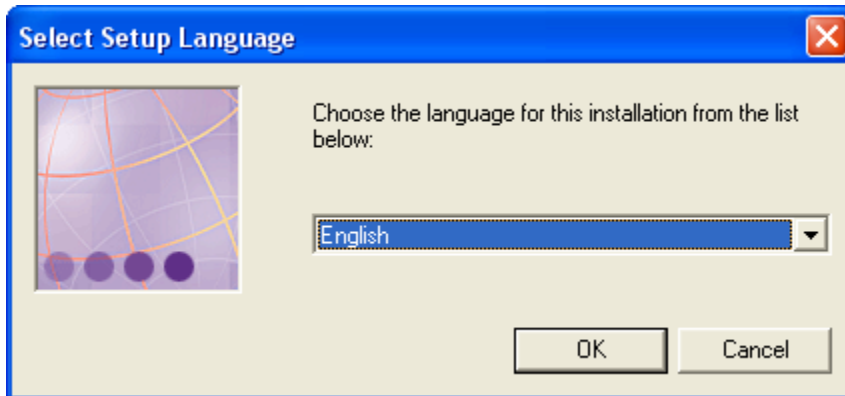 Select Setup Language
Choose the language for this installation from the list
below:
English
OK
Cancel